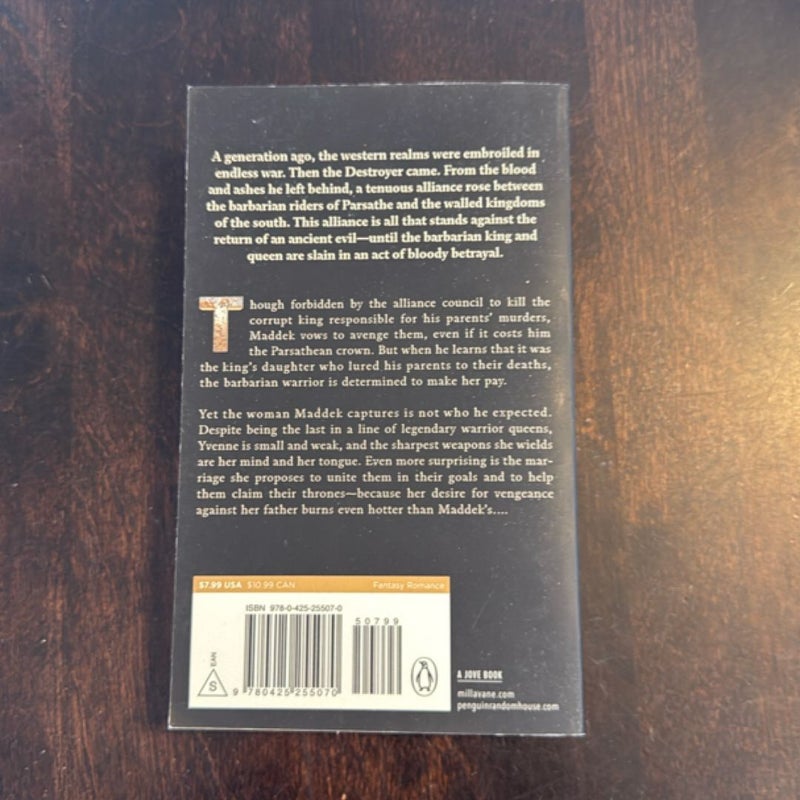 A generation ago, the western realms were embroiled in
endless war. Then the Destroyer came. From the blood
and ashes he left behind, a tenuous alliance rose between
the barbarian riders of Parsathe and the walled kingdoms
of the south. This alliance is all that stands against the
return of an ancient evil—until the barbarian king and
queen are slain in an act of bloody betrayal.
Though forbidden by the alliance council to kill the
corrupt king responsible for his parents' murders,
Maddek vows to avenge them, even if it costs him
the Parsathean crown. But when he learns that it was
the king's daughter who lured his parents to their deaths,
the barbarian warrior is determined to make her pay.
Yet the woman Maddek captures is not who he expected.
Despite being the last in a line of legendary warrior queens,
Yvenne is small and weak, and the sharpest weapons she wields
are her mind and her tongue. Even more surprising is the mar-
riage she proposes to unite them in their goals and to help
them claim their thrones—because her desire for vengeance
against her father burns even hotter than Maddek's....
$7.99 USA $10.99 CAN Fantasy Romance
ISBN 978-0-425-25507-0
50799
EAN
S
9 780425 255070
A JOVE BOOK
millavane.com
penguinrandomhouse.com